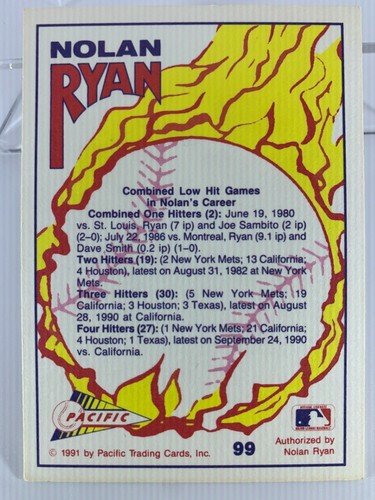 NOLAN
RYAN
Combined Low Hit Games
in Nolan's Career
Combined One Hitters (2): June 19, 1980
vs. St. Louis, Ryan (7 ip) and Joe Sambito (2 ip)
(2–0); July 22, 1986 vs. Montreal, Ryan (9.1 ip) and
Dave Smith (0.2 ip) (1-0).
Two Hitters (19): (2 New York Mets; 13 California;
4 Houston), latest on August 31, 1982 at New York
Mets.
Three Hitters (30): (5 New York Mets; 19
California; 3 Houston; 3 Texas), latest on August
28, 1990 at California.
Four Hitters (27): (1 New York Mets; 21 California;
4 Houston; 1 Texas), latest on September 24, 1990
vs. California.
PACIFIC
© 1991 by Pacific Trading Cards, Inc.
99
Authorized by
Nolan Ryan